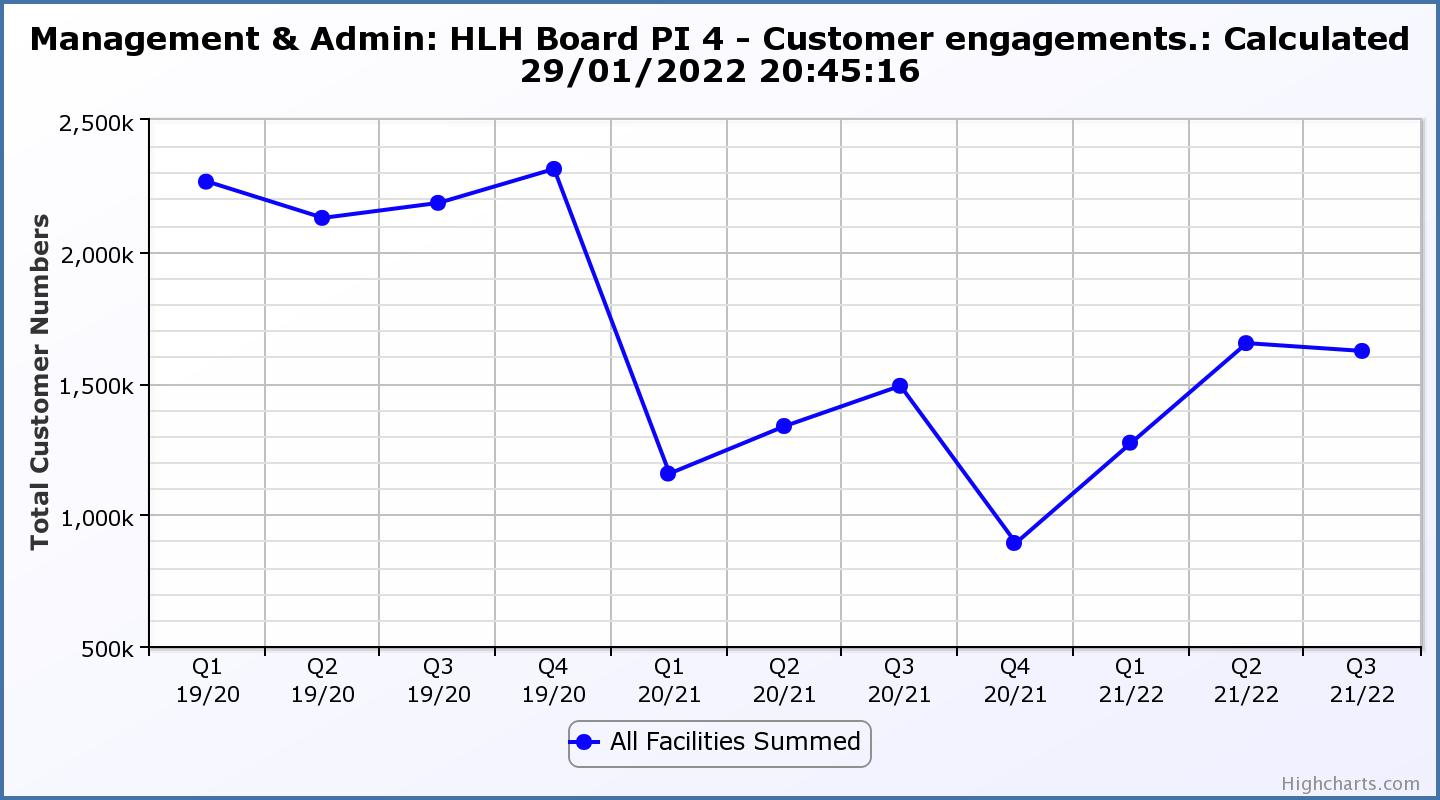 Management & Admin: HLH Board PI 4 - Customer engagements.: Calculated
29/01/2022 20:45:16
Total Customer Numbers
2,500k
2,000k
1,500k
1,000k
500k
Q1 Q2 Q3 Q4 Q1 Q2 Q3 Q4 Q1 Q2 Q3
19/20 19/20 19/20 19/20 20/21 20/21 20/21 20/21 21/22 21/22 21/22
All Facilities Summed
Highcharts.com